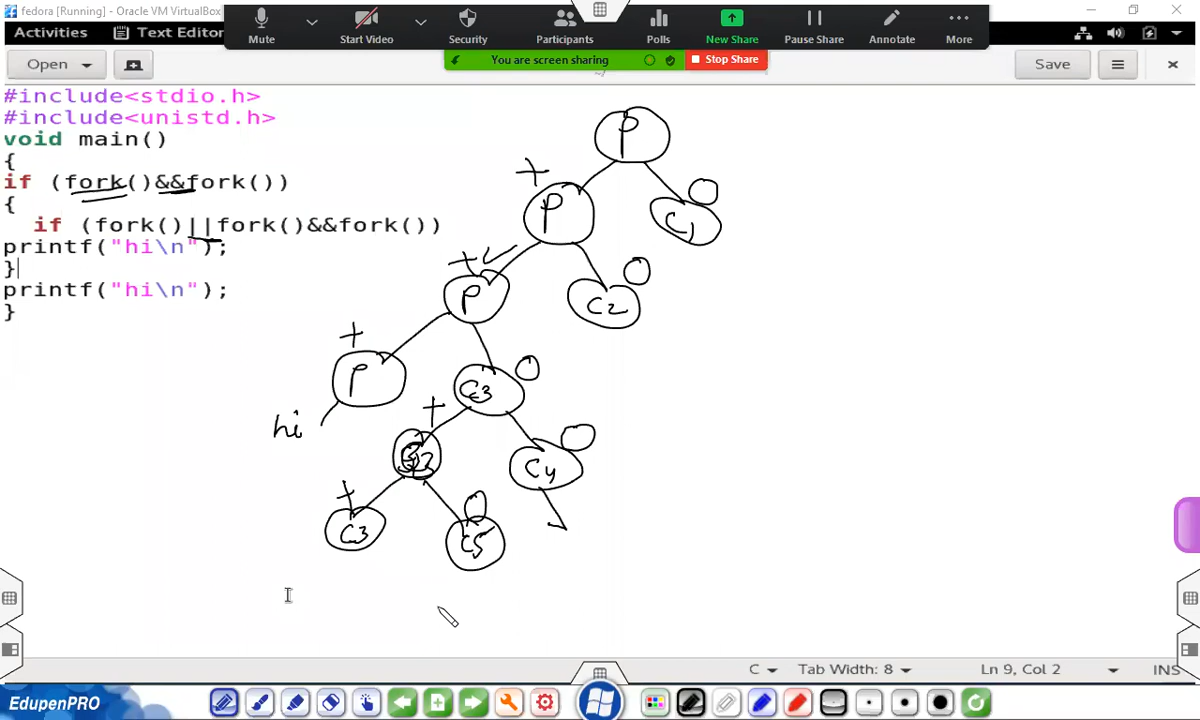 fedora [Running] - Oracle VM VirtualBox
Activities Text Editor
Mute Start Video Security Participants Polls New Share Pause Share Annotate More
You are screen sharing Stop Share
Open Save
#include<stdio.h>
#include<unistd.h>
void main()
{
if (fork()&&fork())
{
if (fork()||fork()&&fork())
printf("hi\n");
}
printf("hi\n");
}
P
+ 0
P C1
+ 0
P C2
+ 0
P C3
hi + 0
C3 C4
+ 0
C3 C5
C Tab Width: 8 Ln 9, Col 2 INS
EdupenPRO